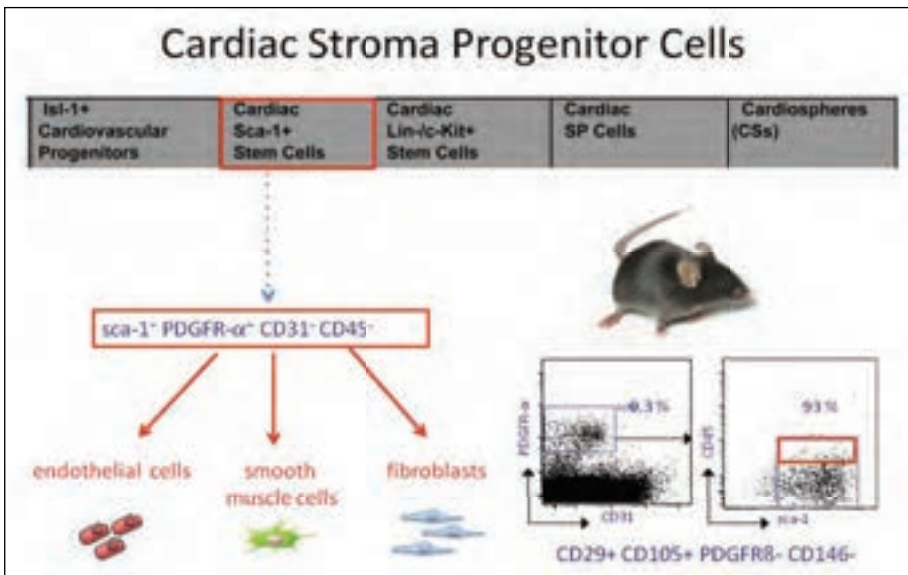 Cardiac Stroma Progenitor Cells
Isl-1+
Cardiovascular
Progenitors
Cardiac
Sca-1+
Stem Cells
Cardiac
Lin-/c-Kit+
Stem Cells
Cardiac
SP Cells
Cardiospheres
(CSs)
sca-1⁺ PDGFR-α⁺ CD31⁻ CD45⁻
endothelial cells
smooth
muscle cells
fibroblasts
PDGFR-α
CD31
CD45
93%
sca-1
CD29+ CD105+ PDGFRß- CD146-